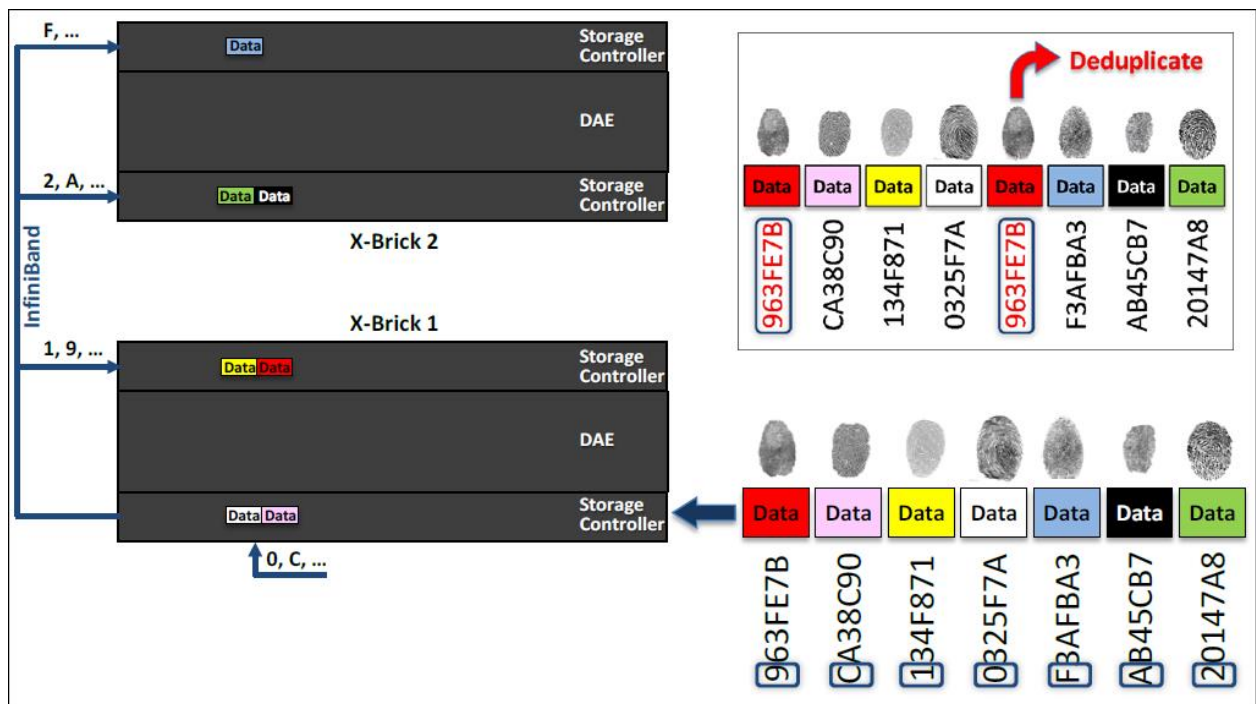 F, ...
Data
Storage
Controller
DAE
2, A, ...
Data Data
Storage
Controller
X-Brick 2
InfiniBand
X-Brick 1
1, 9, ...
Data Data
Storage
Controller
DAE
Data Data
Storage
Controller
0, C, ...
Deduplicate
Data Data Data Data Data Data Data Data
963FE7B
CA38C90
134F871
0325F7A
963FE7B
F3AFBA3
AB45CB7
20147A8
Data Data Data Data Data Data Data
963FE7B
CA38C90
134F871
0325F7A
F3AFBA3
AB45CB7
20147A8